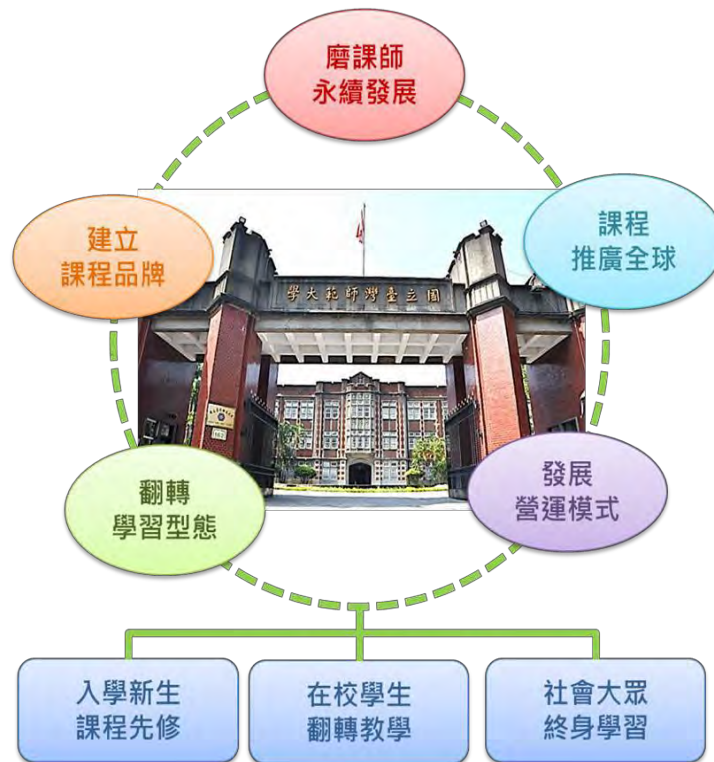 磨課師
永續發展
建立
課程品牌
課程
推廣全球
學大範師灣臺立國
翻轉
學習型態
發展
營運模式
入學新生
課程先修
在校學生
翻轉教學
社會大眾
終身學習